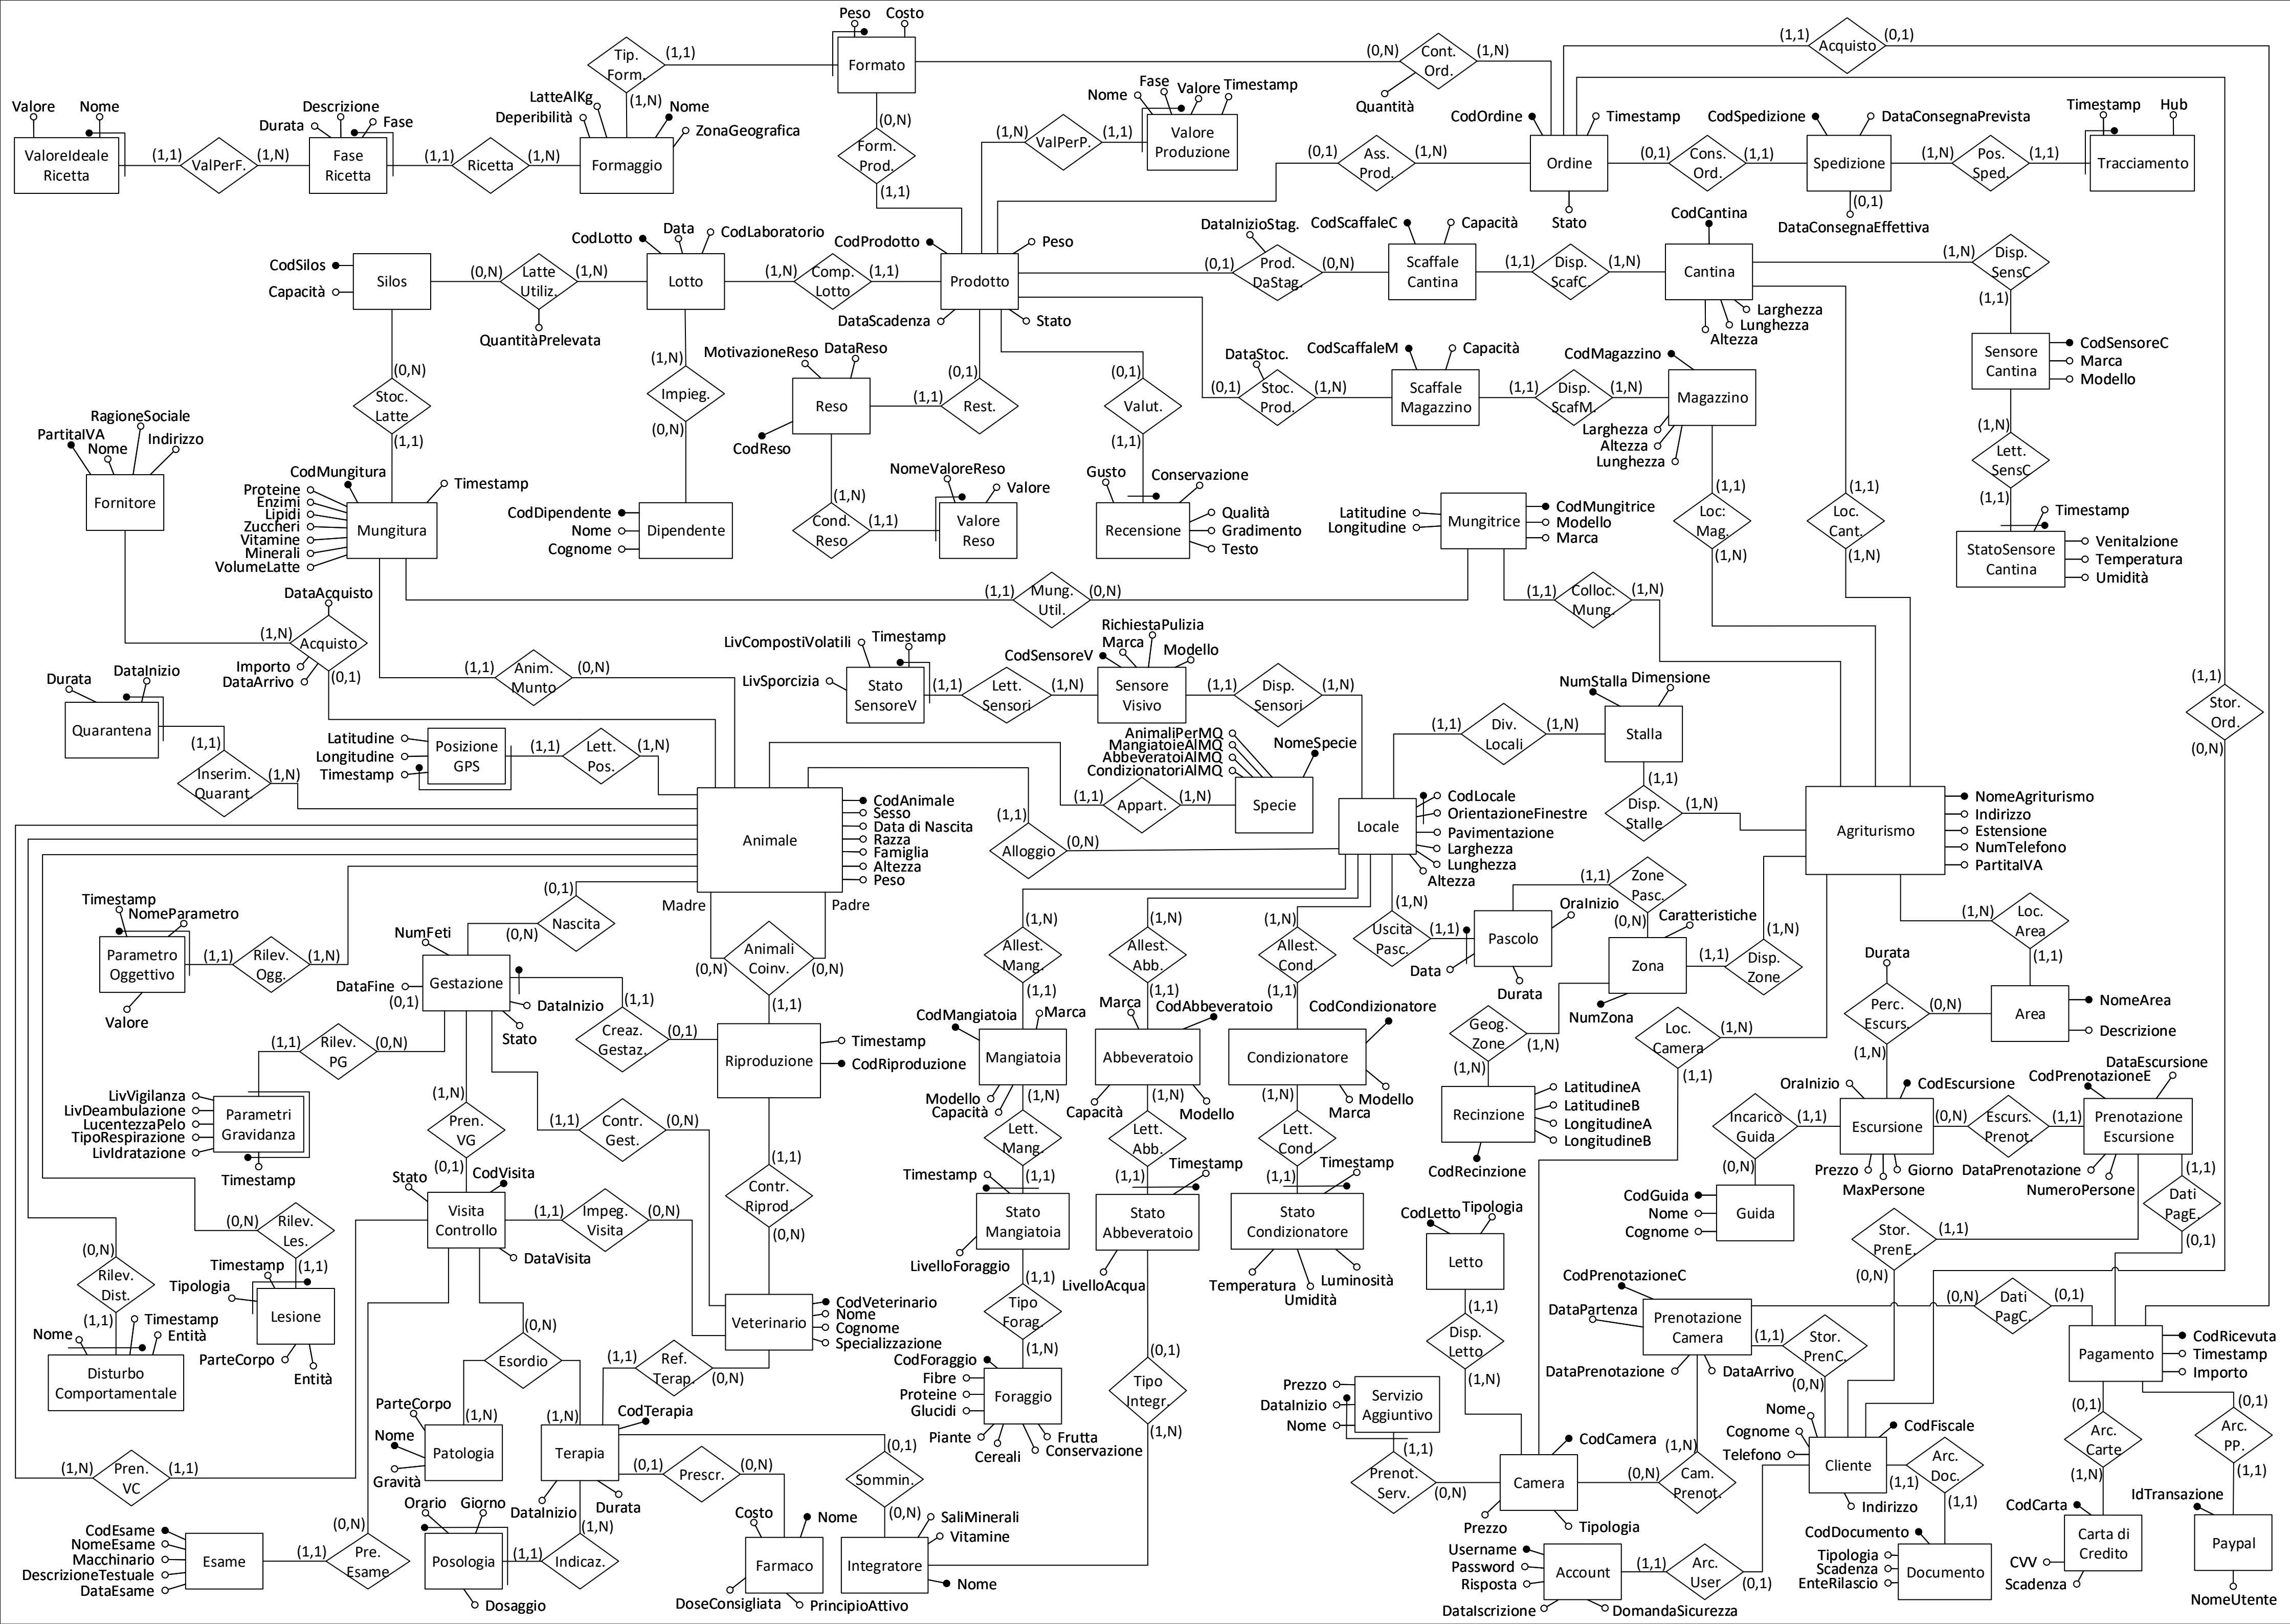 Peso
Costo
Formato
Tip.
Form.
(1,1)
(1,N)
(0,N)
Cont.
Ord.
(1,N)
Quantità
(1,1)
Acquisto
(0,1)
Valore
Nome
ValoreIdeale
Ricetta
(1,1)
ValPerF.
(1,N)
Descrizione
Durata
Fase
Fase
Ricetta
(1,1)
Ricetta
(1,N)
LatteAlKg
Deperibilità
Nome
ZonaGeografica
Formaggio
(0,N)
Form.
Prod.
(1,1)
(1,N)
ValPerP.
(1,1)
Nome
Fase
Valore
Timestamp
Valore
Produzione
(0,1)
Ass.
Prod.
(1,N)
CodOrdine
Timestamp
Ordine
Stato
(0,1)
Cons.
Ord.
(1,1)
CodSpedizione
DataConsegnaPrevista
Spedizione
(0,1)
DataConsegnaEffettiva
(1,N)
Pos.
Sped.
(1,1)
Timestamp
Hub
Tracciamento
CodSilos
Capacità
Silos
(0,N)
Latte
Utiliz.
(1,N)
QuantitàPrelevata
CodLotto
Data
CodLaboratorio
Lotto
(1,N)
Comp.
Lotto
(1,1)
CodProdotto
Peso
Prodotto
DataScadenza
Stato
DataInizioStag.
(0,1)
Prod.
DaStag.
(0,N)
CodScaffaleC
Capacità
Scaffale
Cantina
(1,1)
Disp.
ScafC.
(1,N)
CodCantina
Cantina
Larghezza
Lunghezza
Altezza
(1,N)
Disp.
SensC
(1,1)
Sensore
Cantina
CodSensoreC
Marca
Modello
(1,N)
Lett.
SensC
(1,1)
Timestamp
StatoSensore
Cantina
Venitalzione
Temperatura
Umidità
(0,N)
Stoc.
Latte
(1,1)
(1,N)
Impieg.
(0,N)
MotivazioneReso
DataReso
Reso
CodReso
(1,1)
Rest.
(0,1)
(0,1)
Valut.
(1,1)
DataStoc.
(0,1)
Stoc.
Prod.
(1,N)
CodScaffaleM
Capacità
Scaffale
Magazzino
(1,1)
Disp.
ScafM.
(1,N)
CodMagazzino
Magazzino
Larghezza
Altezza
Lunghezza
RagioneSociale
PartitaIVA
Nome
Indirizzo
Fornitore
CodMungitura
Timestamp
Proteine
Enzimi
Lipidi
Zuccheri
Vitamine
Minerali
VolumeLatte
Mungitura
CodDipendente
Nome
Cognome
Dipendente
(1,N)
Cond.
Reso
(1,1)
NomeValoreReso
Valore
Valore
Reso
Gusto
Conservazione
Recensione
Qualità
Gradimento
Testo
Latitudine
Longitudine
Mungitrice
CodMungitrice
Modello
Marca
(1,1)
Loc:
Mag.
(1,N)
(1,1)
Loc.
Cant.
(1,N)
(1,1)
Mung.
Util.
(0,N)
(1,1)
Colloc.
Mung.
(1,N)
DataAcquisto
(1,N)
Acquisto
Importo
DataArrivo
(0,1)
(1,1)
Anim.
Munto
(0,N)
Durata
DataInizio
Quarantena
(1,1)
Inserim.
Quarant.
(1,N)
Latitudine
Longitudine
Timestamp
Posizione
GPS
(1,1)
Lett.
Pos.
(1,N)
LivCompostiVolatili
Timestamp
LivSporcizia
Stato
SensoreV
(1,1)
Lett.
Sensori
(1,N)
RichiestaPulizia
Marca
CodSensoreV
Modello
Sensore
Visivo
(1,1)
Disp.
Sensori
(1,N)
AnimaliPerMQ
MangiatoieAlMQ
AbbeveratoiAlMQ
CondizionatoriAlMQ
NomeSpecie
Specie
(1,1)
Appart.
(1,N)
(1,1)
Div.
Locali
(1,N)
NumStalla
Dimensione
Stalla
(1,1)
Disp.
Stalle
(1,N)
(1,1)
Stor.
Ord.
(0,N)
Animale
CodAnimale
Sesso
Data di Nascita
Razza
Famiglia
Altezza
Peso
Madre
Padre
(1,1)
Alloggio
(0,N)
Locale
CodLocale
OrientazioneFinestre
Pavimentazione
Larghezza
Lunghezza
Altezza
Agriturismo
NomeAgriturismo
Indirizzo
Estensione
NumTelefono
PartitaIVA
Timestamp
NomeParametro
Parametro
Oggettivo
Valore
(1,1)
Rilev.
Ogg.
(1,N)
(0,1)
Nascita
(0,N)
NumFeti
Gestazione
DataFine
(0,1)
DataInizio
Stato
(0,N)
Animali
Coinv.
(0,N)
(1,1)
(1,1)
Creaz.
Gestaz.
(0,1)
Riproduzione
Timestamp
CodRiproduzione
(1,N)
Allest.
Mang.
(1,1)
(1,N)
Allest.
Abb.
(1,1)
(1,N)
Allest.
Cond.
(1,1)
(1,N)
Uscita
Pasc.
(1,1)
Pascolo
OraInizio
Data
Durata
(1,1)
Zone
Pasc.
(0,N)
Caratteristiche
Zona
NumZona
(1,1)
Disp.
Zone
(1,N)
Geog.
Zone
(1,N)
(1,N)
Recinzione
LatitudineA
LatitudineB
LongitudineA
LongitudineB
CodRecinzione
(1,N)
Loc.
Area
(1,1)
Area
NomeArea
Descrizione
Durata
Perc.
Escurs.
(0,N)
(1,N)
Loc.
Camera
(1,N)
(1,1)
(1,1)
Rilev.
PG
(0,N)
LivVigilanza
LivDeambulazione
LucentezzaPelo
TipoRespirazione
LivIdratazione
Parametri
Gravidanza
Timestamp
(1,N)
Pren.
VG
(0,1)
(1,1)
Contr.
Gest.
(0,N)
(1,1)
Contr.
Riprod.
(0,N)
CodMangiatoia
Marca
Mangiatoia
Modello
Capacità
(1,N)
Lett.
Mang.
(1,1)
Timestamp
Stato
Mangiatoia
LivelloForaggio
Marca
CodAbbeveratoio
Abbeveratoio
Capacità
Modello
(1,N)
Lett.
Abb.
(1,1)
Timestamp
Stato
Abbeveratoio
LivelloAcqua
CodCondizionatore
Condizionatore
Modello
Marca
(1,N)
Lett.
Cond.
(1,1)
Timestamp
Stato
Condizionatore
Temperatura
Umidità
Luminosità
OraInizio
CodEscursione
Escursione
Prezzo
MaxPersone
Giorno
Incarico
Guida
(1,1)
(0,N)
CodGuida
Nome
Cognome
Guida
(0,N)
Escurs.
Prenot.
(1,1)
DataEscursione
CodPrenotazioneE
Prenotazione
Escursione
DataPrenotazione
NumeroPersone
(1,1)
Dati
PagE.
(0,1)
Stor.
PrenE.
(1,1)
(0,N)
Stato
CodVisita
Visita
Controllo
DataVisita
(1,1)
Impeg.
Visita
(0,N)
(0,N)
Rilev.
Les.
(1,1)
Timestamp
Tipologia
Lesione
ParteCorpo
Entità
(0,N)
Rilev.
Dist.
(1,1)
Nome
Timestamp
Entità
Disturbo
Comportamentale
Veterinario
CodVeterinario
Nome
Cognome
Specializzazione
(0,N)
Esordio
(1,N)
(1,N)
(1,1)
Ref.
Terap.
(0,N)
(1,1)
Tipo
Forag.
(1,N)
CodForaggio
Fibre
Proteine
Glucidi
Foraggio
Piante
Cereali
Frutta
Conservazione
(0,1)
Tipo
Integr.
(1,N)
CodLetto
Tipologia
Letto
(1,1)
Disp.
Letto
(1,N)
CodPrenotazioneC
DataPartenza
Prenotazione
Camera
DataPrenotazione
DataArrivo
(1,1)
Stor.
PrenC.
(0,N)
(0,N)
Dati
PagC.
(0,1)
Pagamento
CodRicevuta
Timestamp
Importo
Prezzo
DataInizio
Nome
Servizio
Aggiuntivo
(1,1)
Prenot.
Serv.
(0,N)
CodCamera
Camera
Prezzo
Tipologia
(0,N)
Cam.
Prenot.
(1,N)
Nome
Cognome
Telefono
CodFiscale
Cliente
Indirizzo
(1,1)
Arc.
Doc.
(1,1)
(0,1)
Arc.
Carte
(1,N)
(0,1)
Arc.
PP.
(1,1)
(1,N)
Pren.
VC
(1,1)
ParteCorpo
Nome
Gravità
Patologia
CodTerapia
Terapia
DataInizio
Durata
(1,N)
Indicaz.
(1,1)
(0,1)
Prescr.
(0,N)
(0,1)
Sommin.
(0,N)
CodEsame
NomeEsame
Macchinario
DescrizioneTestuale
DataEsame
Esame
(1,1)
Pre.
Esame
(0,N)
Orario
Giorno
Posologia
Dosaggio
Costo
Nome
Farmaco
DoseConsigliata
PrincipioAttivo
SaliMinerali
Vitamine
Integratore
Nome
Username
Password
Risposta
Account
DataIscrizione
DomandaSicurezza
(1,1)
Arc.
User
(0,1)
CodDocumento
Tipologia
Scadenza
EnteRilascio
Documento
CodCarta
Carta di
Credito
CVV
Scadenza
IdTransazione
Paypal
NomeUtente